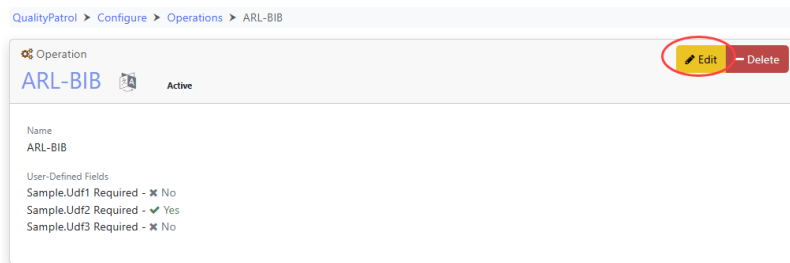 QualityPatrol > Configure > Operations > ARL-BIB
Operation
Edit
Delete
ARL-BIB
Active
Name
ARL-BIB
User-Defined Fields
Sample.Udf1 Required - ✖ No
Sample.Udf2 Required - ✔ Yes
Sample.Udf3 Required - ✖ No